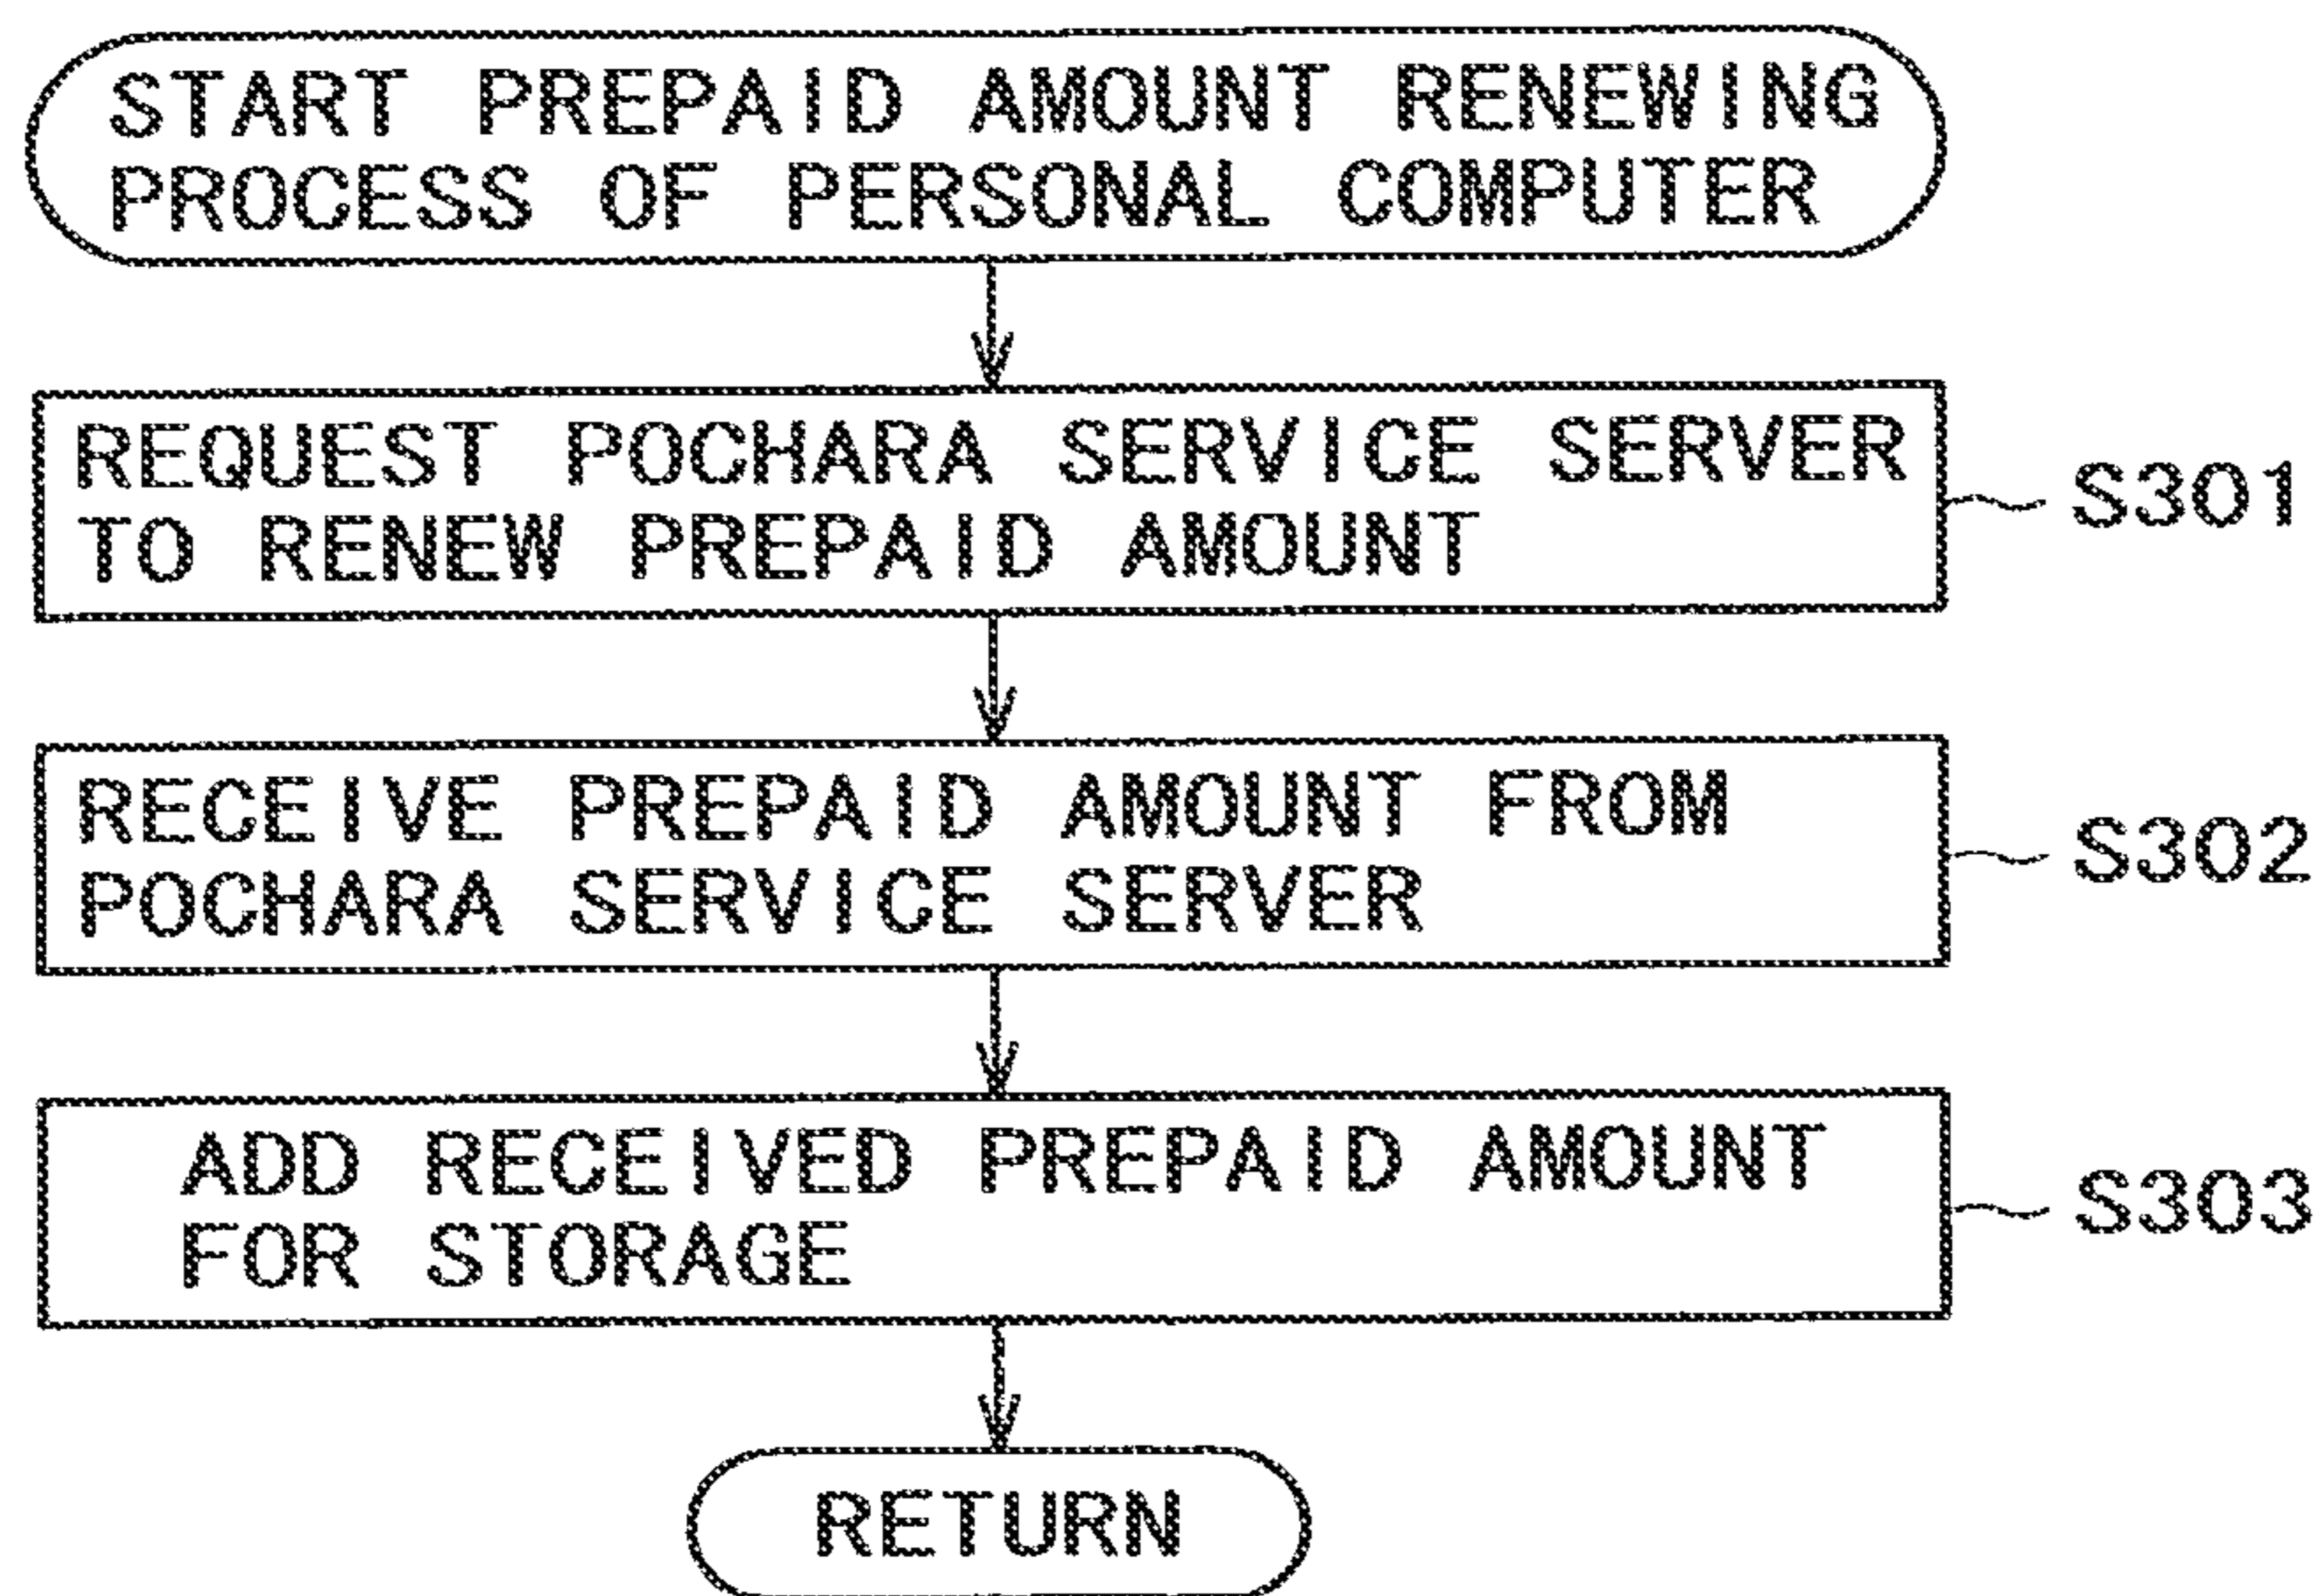 START PREPAID AMOUNT RENEWING
PROCESS OF PERSONAL COMPUTER
REQUEST POCHARA SERVICE SERVER
TO RENEW PREPAID AMOUNT
S301
RECEIVE PREPAID AMOUNT FROM
POCHARA SERVICE SERVER
S302
ADD RECEIVED PREPAID AMOUNT
FOR STORAGE
S303
RETURN